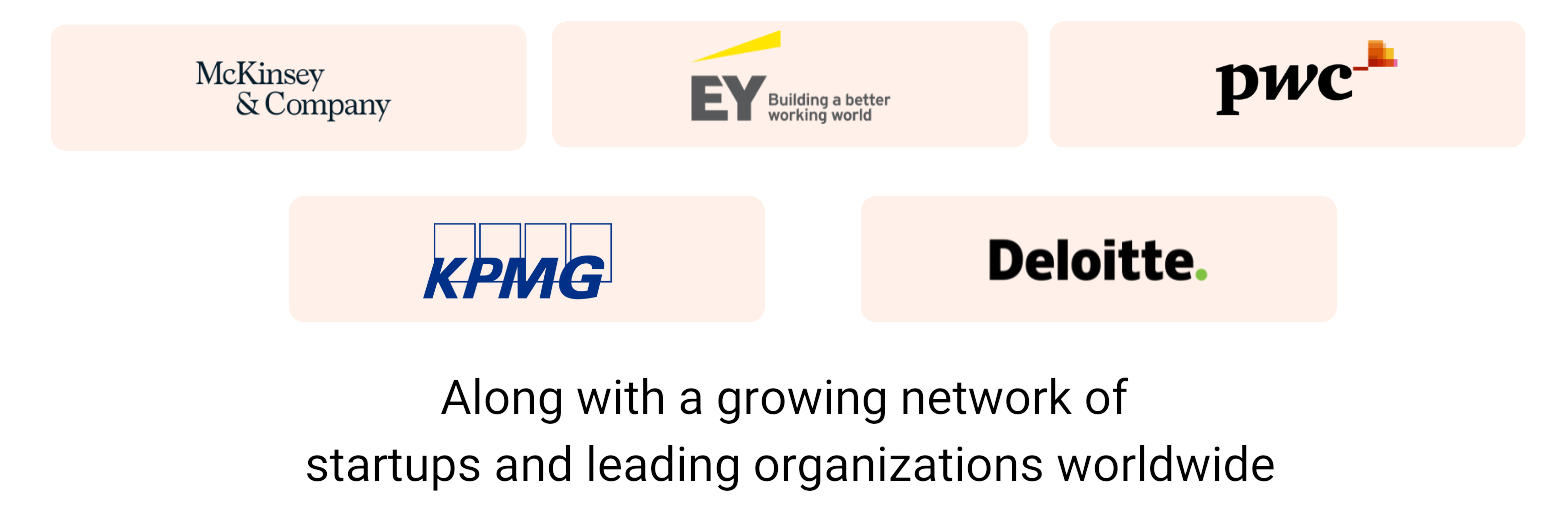 McKinsey
& Company
EY Building a better
working world
pwc
KPMG
Deloitte.
Along with a growing network of
startups and leading organizations worldwide